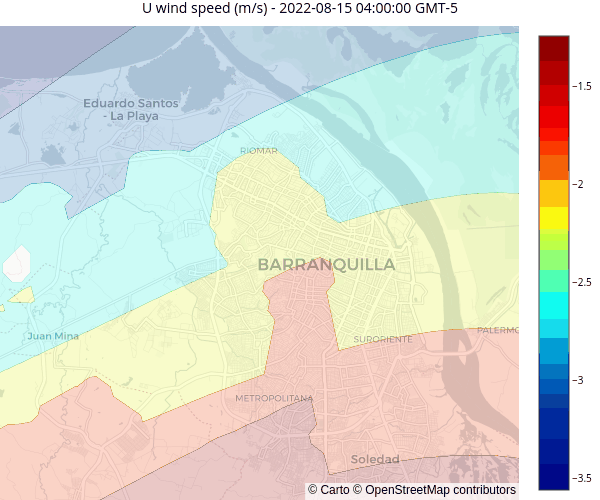 U wind speed (m/s) - 2022-08-15 04:00:00 GMT-5
Eduardo Santos
- La Playa
RIOMAR
BARRANQUILLA
Juan Mina
SURORIENTE
PALERMO
METROPOLITANA
Soledad
© Carto © OpenStreetMap contributors
−1.5
−2
−2.5
−3
−3.5